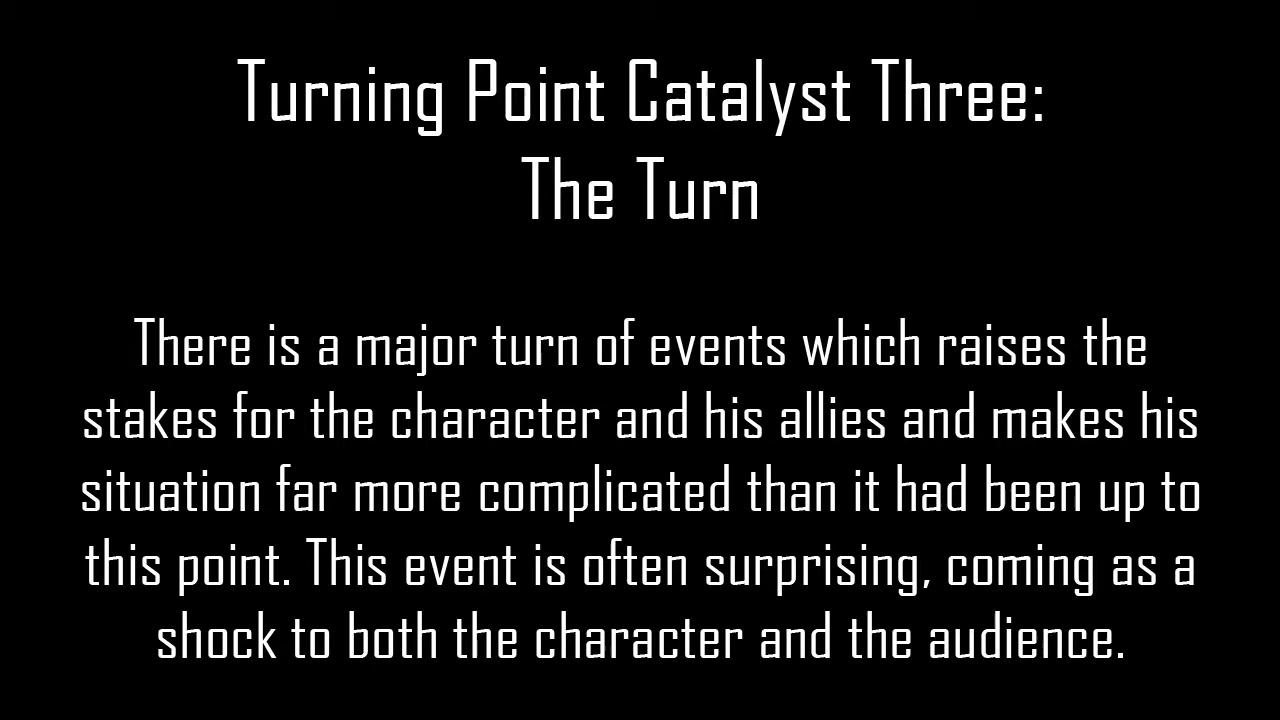 Turning Point Catalyst Three:
The Turn
There is a major turn of events which raises the
stakes for the character and his allies and makes his
situation far more complicated than it had been up to
this point. This event is often surprising, coming as a
shock to both the character and the audience.